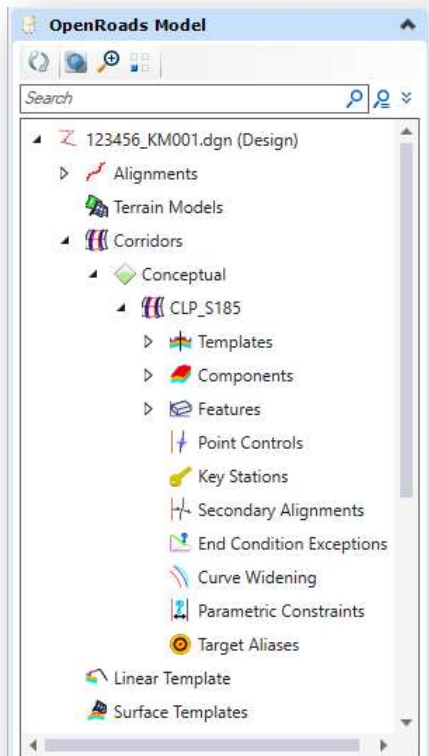 OpenRoads Model
Search
123456_KM001.dgn (Design)
Alignments
Terrain Models
Corridors
Conceptual
CLP_S185
Templates
Components
Features
Point Controls
Key Stations
Secondary Alignments
End Condition Exceptions
Curve Widening
Parametric Constraints
Target Aliases
Linear Template
Surface Templates